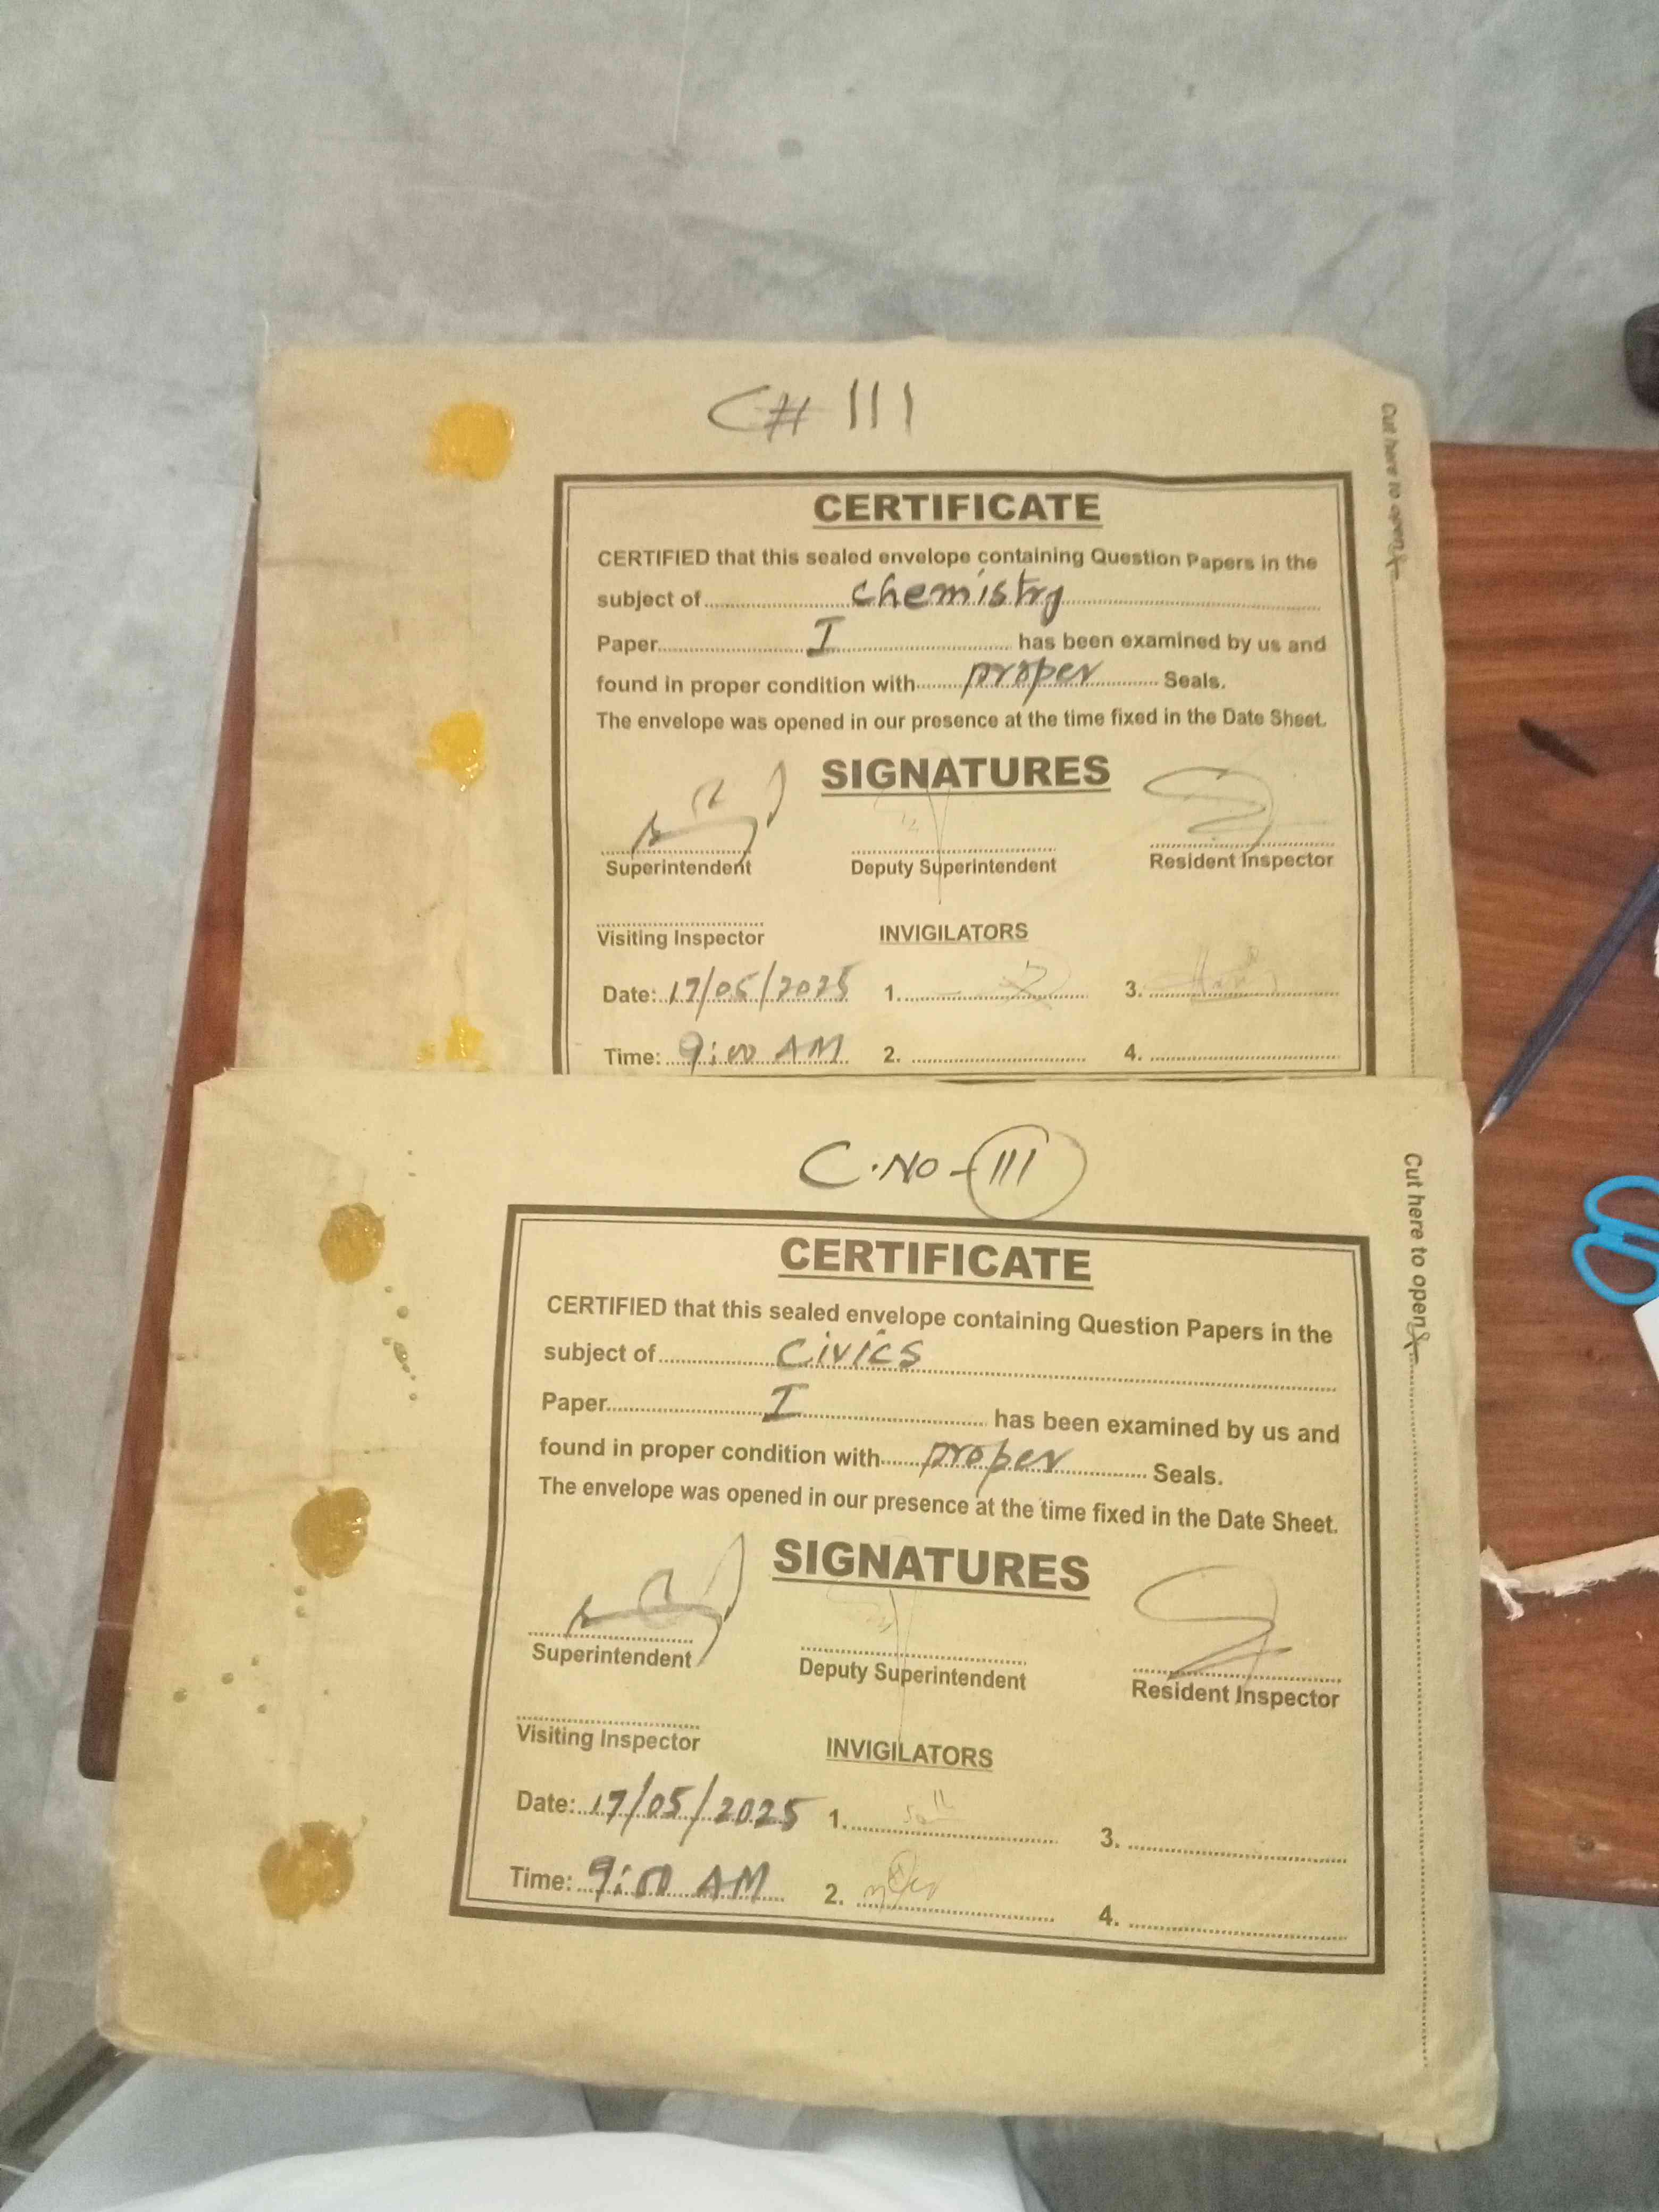 C# 111
Cut here to open
CERTIFICATE
CERTIFIED that this sealed envelope containing Question Papers in the
subject of chemistry
Paper I has been examined by us and
found in proper condition with proper Seals.
The envelope was opened in our presence at the time fixed in the Date Sheet.
SIGNATURES
Superintendent Deputy Superintendent Resident Inspector
Visiting Inspector INVIGILATORS
Date: 17/05/2025 1. 3.
Time: 9:00 AM 2. 4.
C.NO-111
Cut here to open
CERTIFICATE
CERTIFIED that this sealed envelope containing Question Papers in the
subject of Civics
Paper I has been examined by us and
found in proper condition with proper Seals.
The envelope was opened in our presence at the time fixed in the Date Sheet.
SIGNATURES
Superintendent Deputy Superintendent Resident Inspector
Visiting Inspector INVIGILATORS
Date: 17/05/2025 1. 3.
Time: 9:00 AM 2. 4.